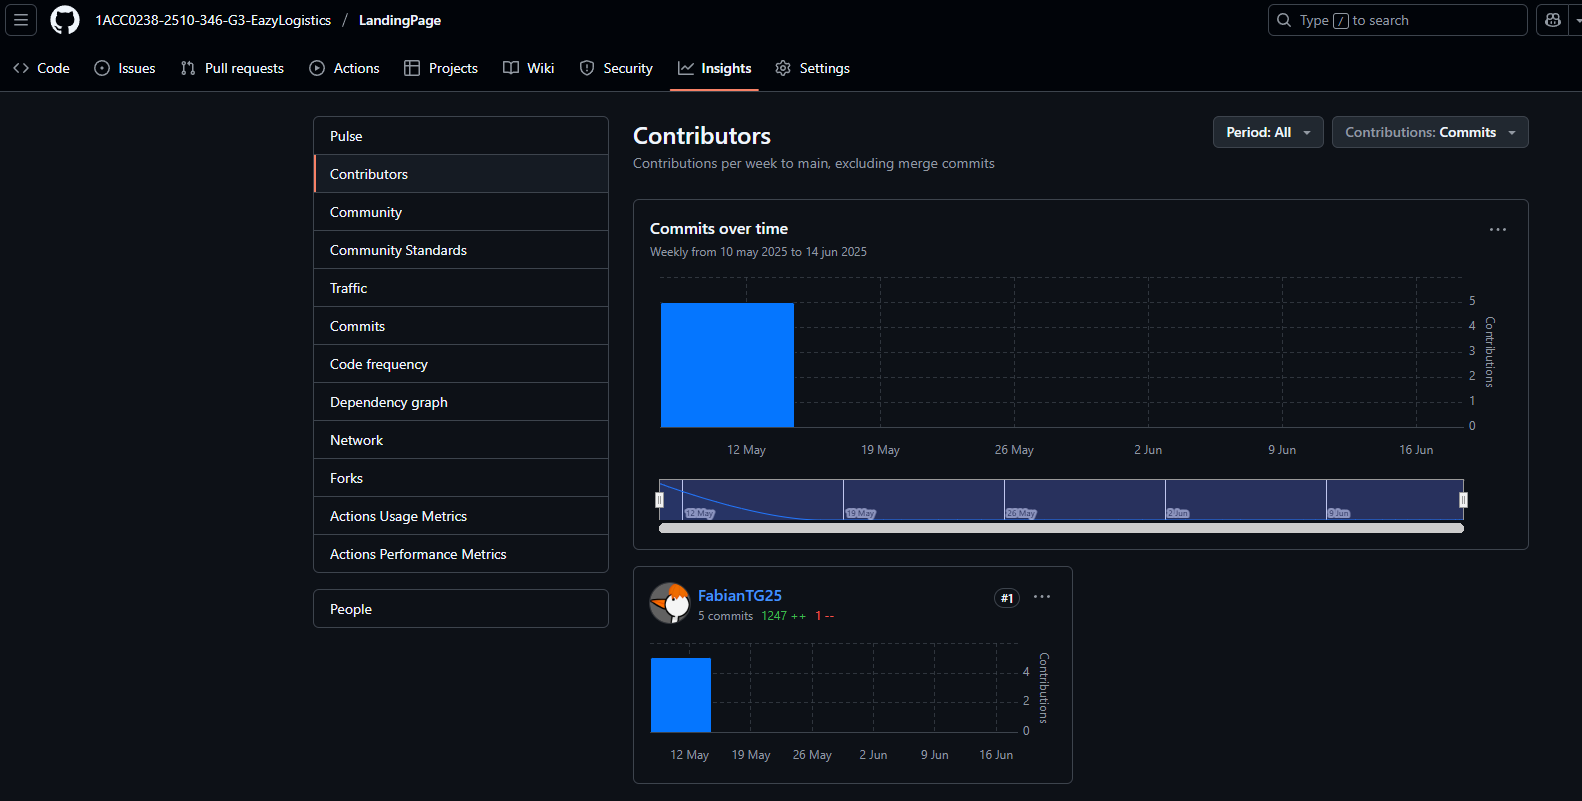 1ACC0238-2510-346-G3-EazyLogistics / LandingPage
Type / to search
Code Issues Pull requests Actions Projects Wiki Security Insights Settings
Pulse
Contributors
Community
Community Standards
Traffic
Commits
Code frequency
Dependency graph
Network
Forks
Actions Usage Metrics
Actions Performance Metrics
People
Contributors
Period: All
Contributions: Commits
Contributions per week to main, excluding merge commits
Commits over time
Weekly from 10 may 2025 to 14 jun 2025
5
4
3
2
1
0
Contributions
12 May 19 May 26 May 2 Jun 9 Jun 16 Jun
12 May 19 May 26 May 2 Jun 9 Jun
FabianTG25
#1
5 commits 1247 ++ 1 --
4
2
0
Contributions
12 May 19 May 26 May 2 Jun 9 Jun 16 Jun